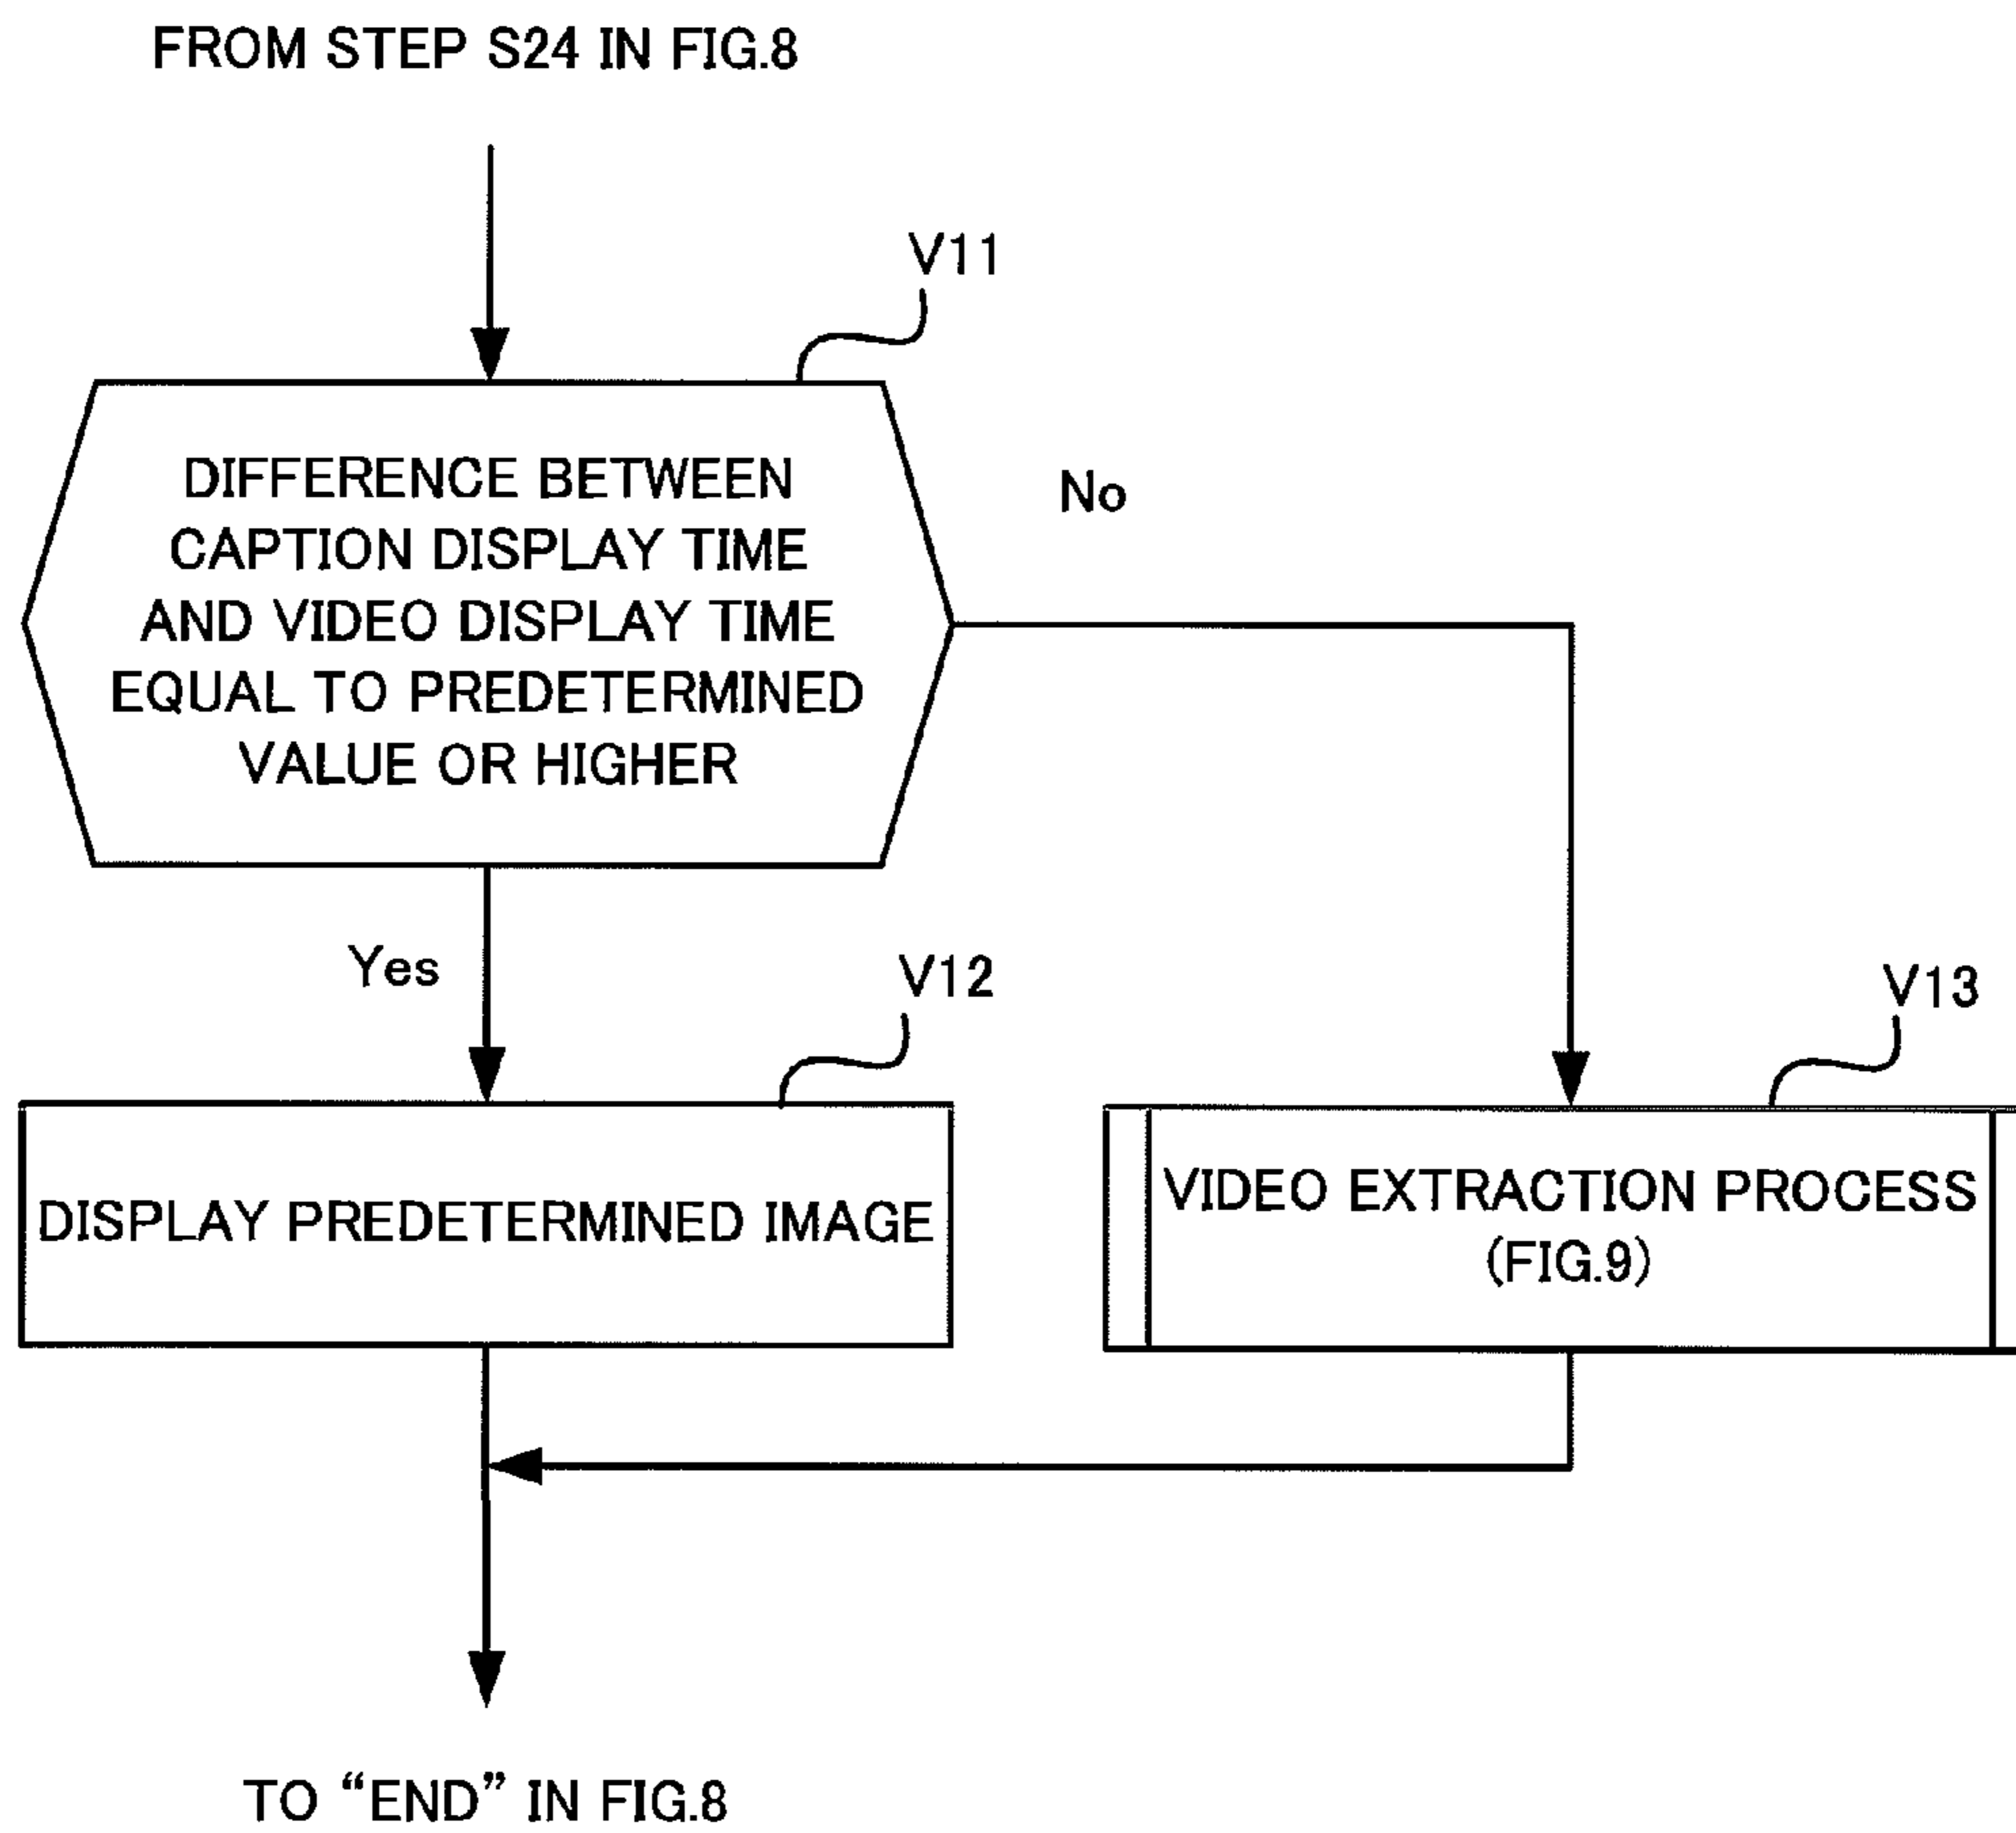 FROM STEP S24 IN FIG.8
V11
DIFFERENCE BETWEEN
CAPTION DISPLAY TIME
AND VIDEO DISPLAY TIME
EQUAL TO PREDETERMINED
VALUE OR HIGHER
No
Yes
V12
V13
DISPLAY PREDETERMINED IMAGE
VIDEO EXTRACTION PROCESS
(FIG.9)
TO “END” IN FIG.8